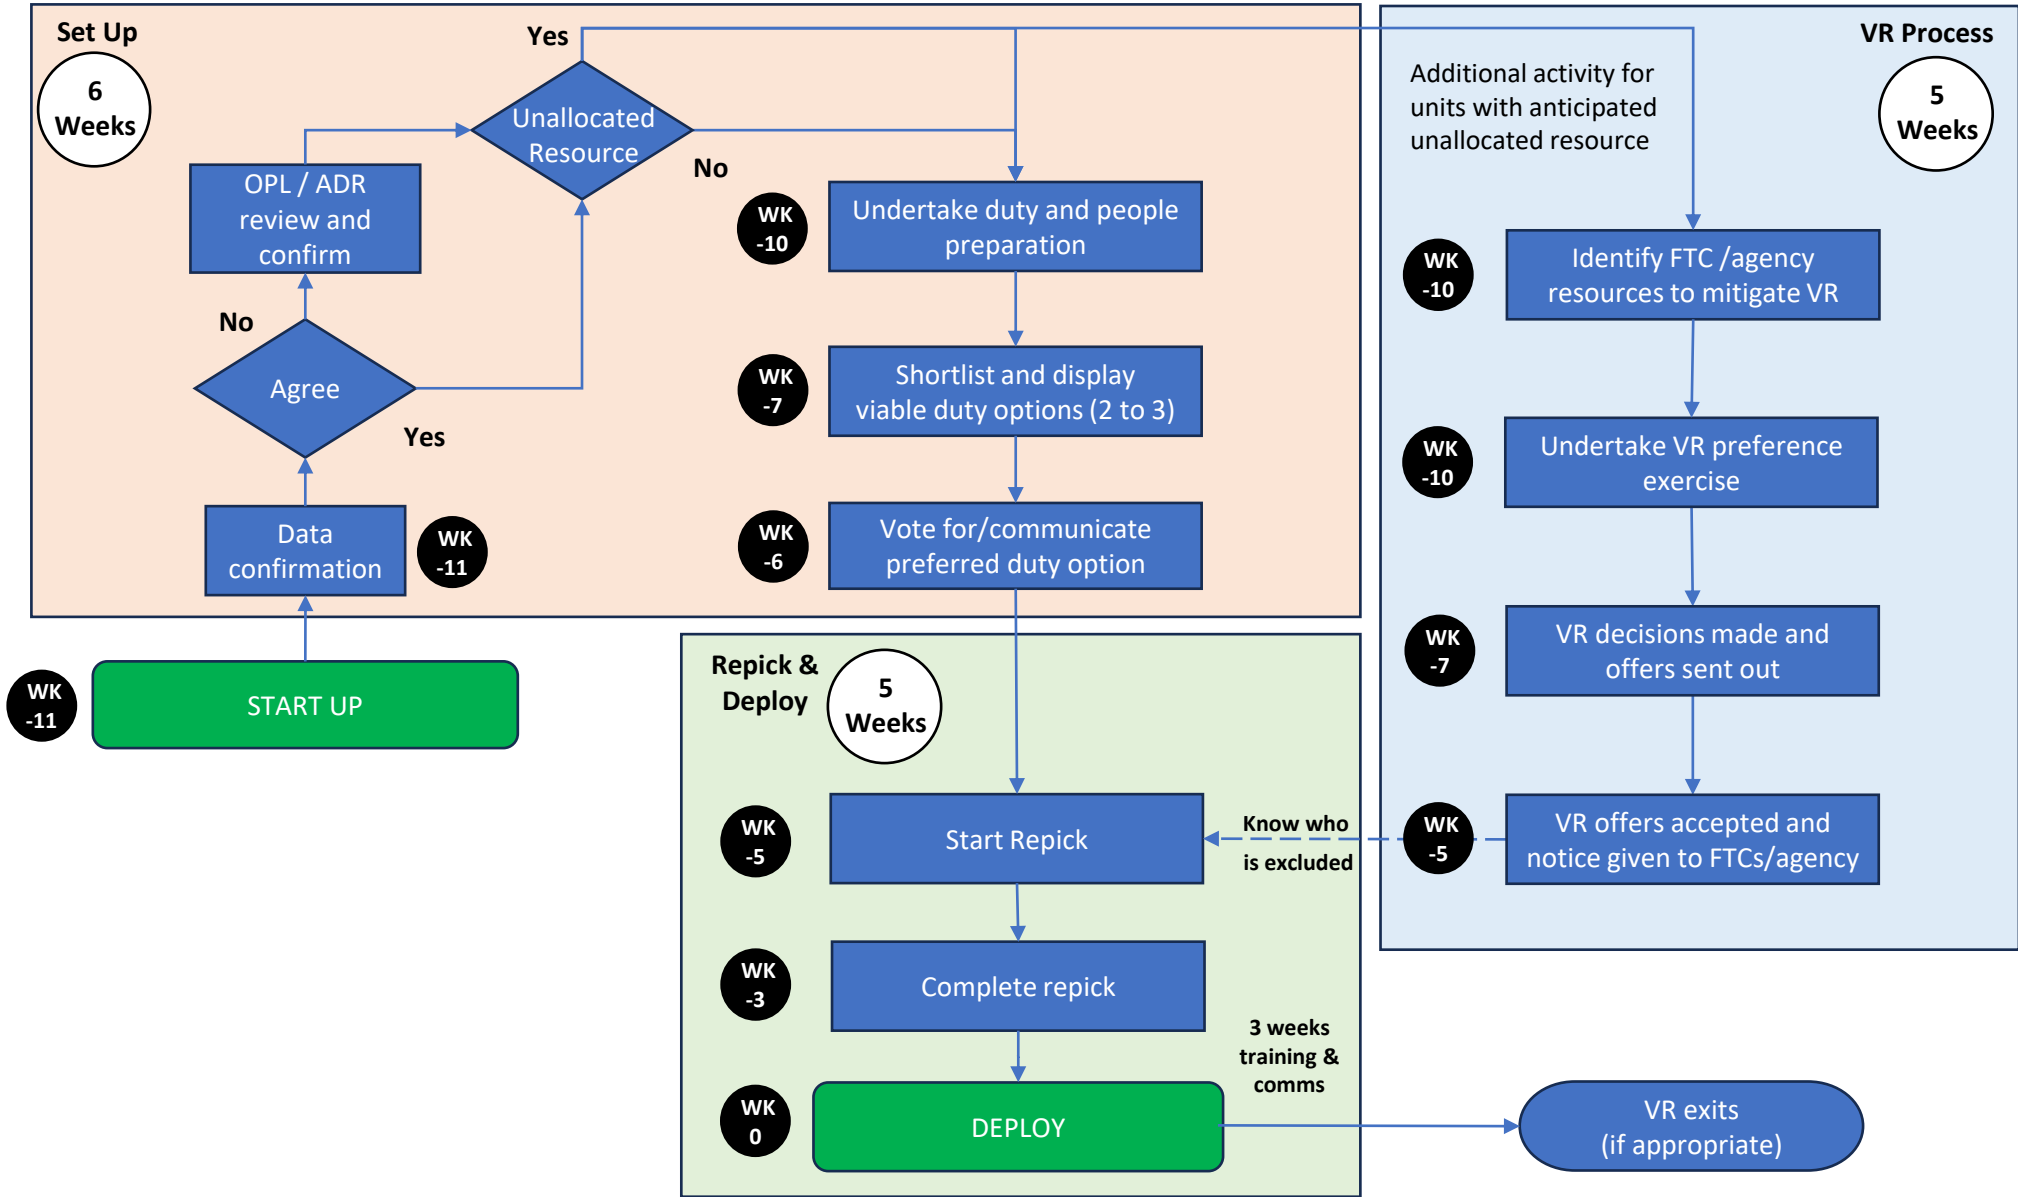 Set Up
6
Weeks
Yes
Unallocated
Resource
No
OPL / ADR
review and
confirm
No
Agree
Yes
Data
confirmation
WK
-11
WK
-11
START UP
WK
-10
Undertake duty and people
preparation
WK
-7
Shortlist and display
viable duty options (2 to 3)
WK
-6
Vote for/communicate
preferred duty option
VR Process
5
Weeks
Additional activity for
units with anticipated
unallocated resource
WK
-10
Identify FTC /agency
resources to mitigate VR
WK
-10
Undertake VR preference
exercise
WK
-7
VR decisions made and
offers sent out
WK
-5
VR offers accepted and
notice given to FTCs/agency
Repick &
Deploy
5
Weeks
WK
-5
Start Repick
Know who
is excluded
WK
-3
Complete repick
3 weeks
training &
comms
WK
0
DEPLOY
VR exits
(if appropriate)